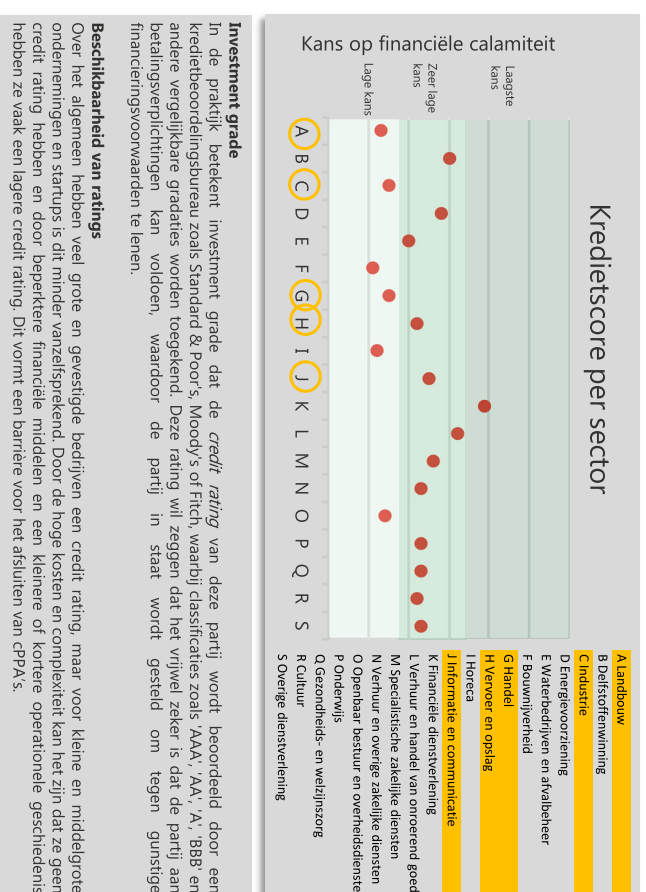 Kredietscore per sector
Kans op financiële calamiteit
Laagste
kans
Zeer lage
kans
Lage kans
A B C D E F G H I J K L M N O P Q R S
A Landbouw
B Delfstoffenwinning
C Industrie
D Energievoorziening
E Waterbedrijven en afvalbeheer
F Bouwnijverheid
G Handel
H Vervoer en opslag
I Horeca
J Informatie en communicatie
K Financiële dienstverlening
L Verhuur en handel van onroerend goed
M Specialistische zakelijke diensten
N Verhuur en overige zakelijke diensten
O Openbaar bestuur en overheidsdienste
P Onderwijs
Q Gezondheids- en welzijnszorg
R Cultuur
S Overige dienstverlening
Investment grade
In de praktijk betekent investment grade dat de credit rating van deze partij wordt beoordeeld door een
kredietbeoordelingsbureau zoals Standard & Poor's, Moody's of Fitch, waarbij classificaties zoals 'AAA', 'AA', 'A', 'BBB' en
andere vergelijkbare gradaties worden toegekend. Deze rating wil zeggen dat het vrijwel zeker is dat de partij aan
betalingsverplichtingen kan voldoen, waardoor de partij in staat wordt gesteld om tegen gunstige
financieringsvoorwaarden te lenen.
Beschikbaarheid van ratings
Over het algemeen hebben veel grote en gevestigde bedrijven een credit rating, maar voor kleine en middelgrote
ondernemingen en startups is dit minder vanzelfsprekend. Door de hoge kosten en complexiteit kan het zijn dat ze geen
credit rating hebben en door beperktere financiële middelen en een kleinere of kortere operationele geschiedenis
hebben ze vaak een lagere credit rating. Dit vormt een barrière voor het afsluiten van cPPA's.